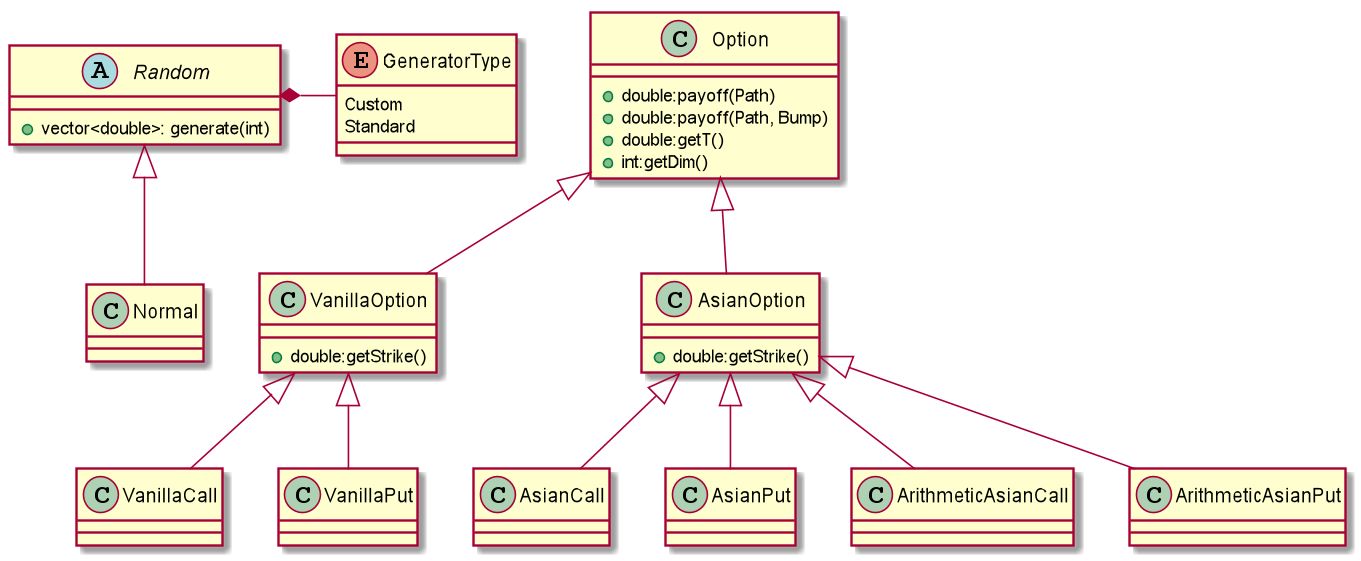 A Random
vector<double>: generate(int)
E GeneratorType
Custom
Standard
C Option
double:payoff(Path)
double:payoff(Path, Bump)
double:getT()
int:getDim()
C Normal
C VanillaOption
double:getStrike()
C AsianOption
double:getStrike()
C VanillaCall
C VanillaPut
C AsianCall
C AsianPut
C ArithmeticAsianCall
C ArithmeticAsianPut